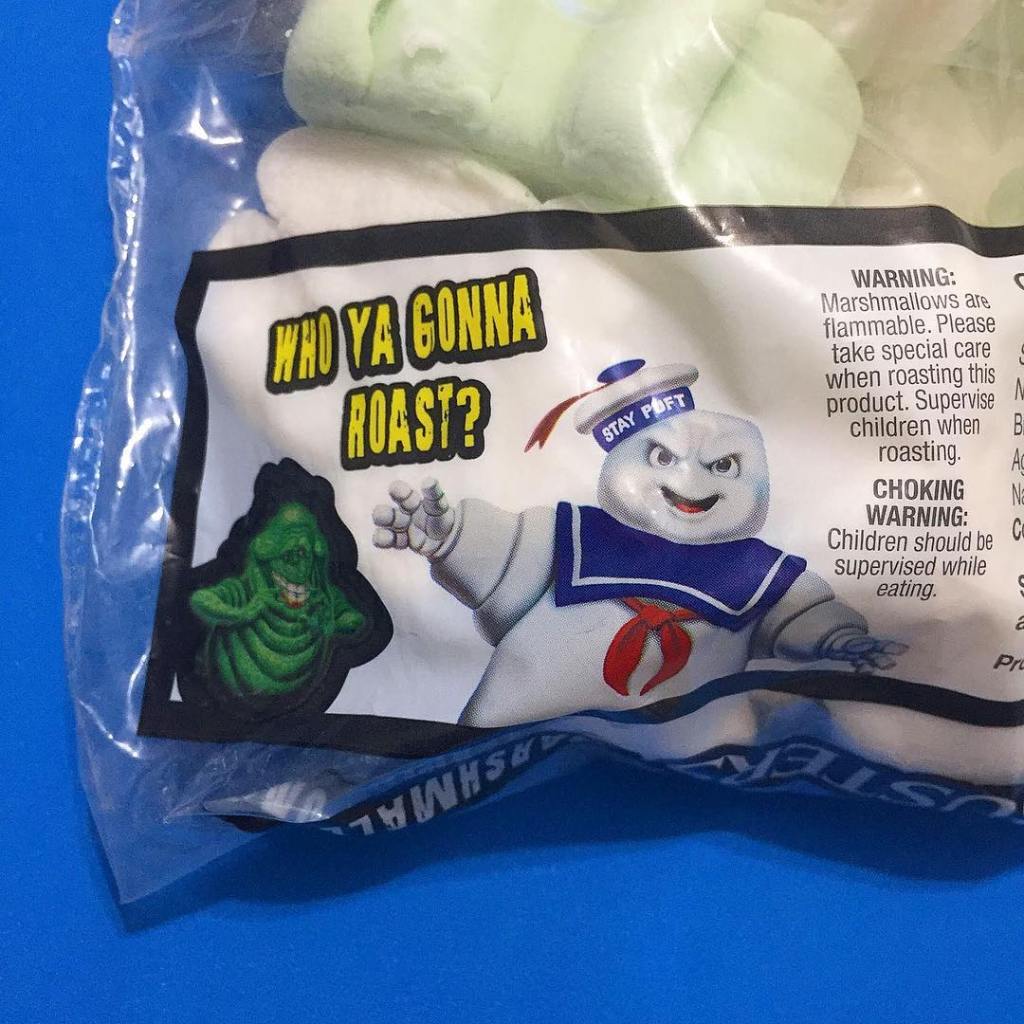 WHO YA GONNA
ROAST?
STAY PUFT
WARNING:
Marshmallows are
flammable. Please
take special care
when roasting this
product. Supervise
children when
roasting.
CHOKING
WARNING:
Children should be
supervised while
eating.